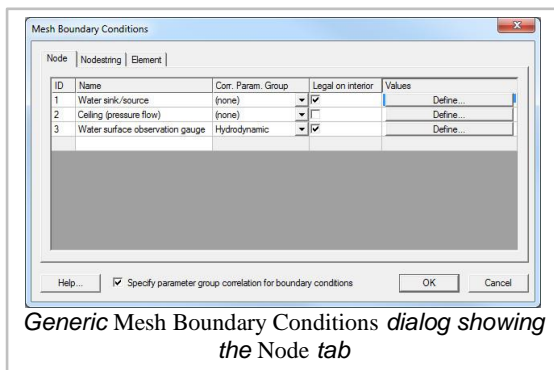 Mesh Boundary Conditions
Node Nodestring Element
ID Name Corr. Param. Group Legal on interior Values
1 Water sink/source (none) Define...
2 Ceiling (pressure flow) (none) Define...
3 Water surface observation gauge Hydrodynamic Define...
Help... Specify parameter group correlation for boundary conditions OK Cancel
Generic Mesh Boundary Conditions dialog showing
the Node tab